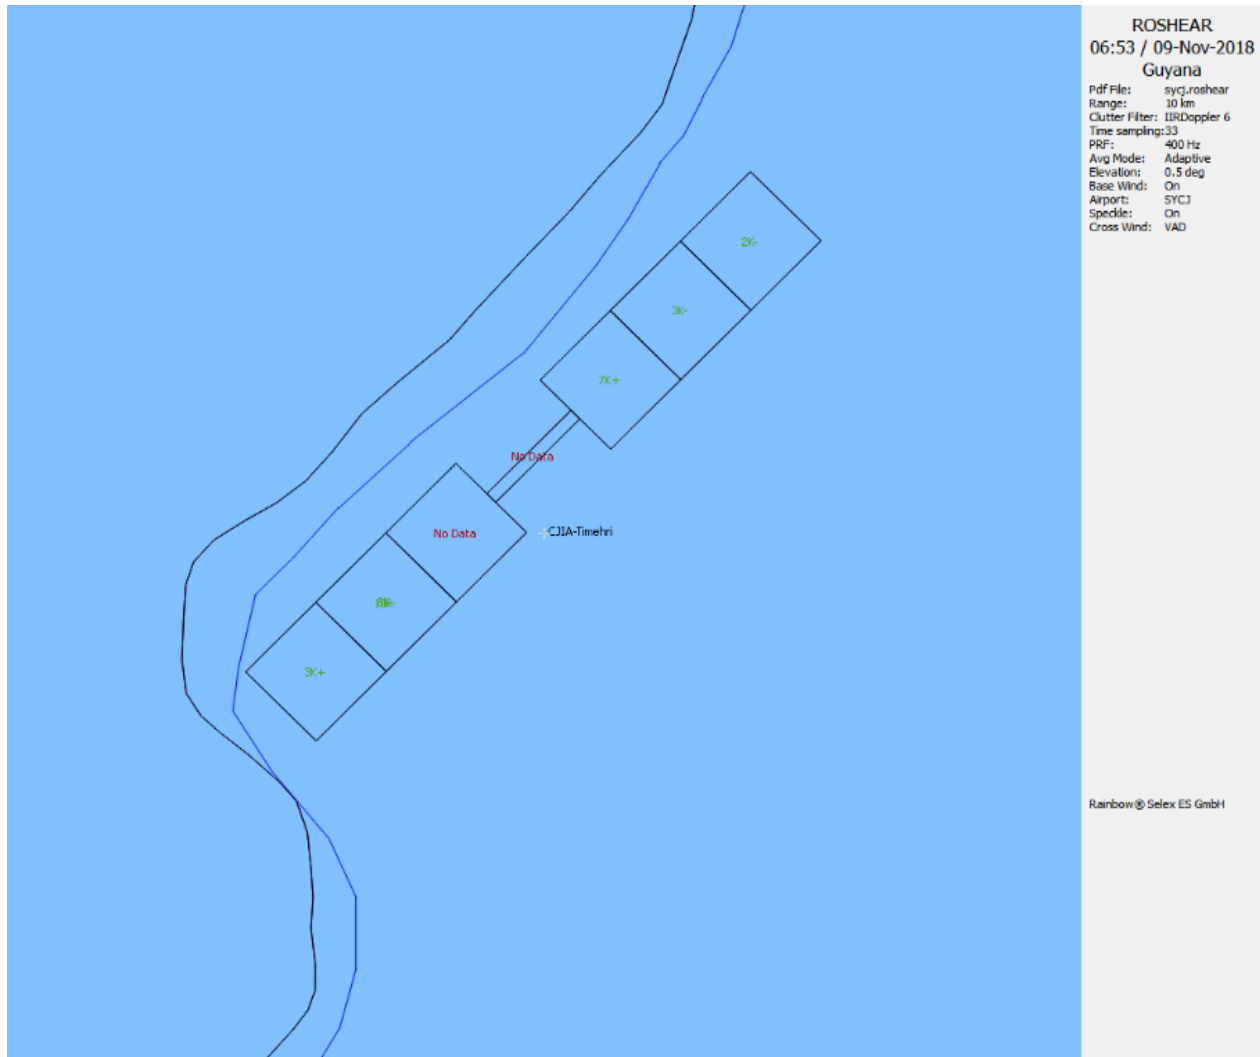 ROSHEAR
06:53 / 09-Nov-2018
Guyana
Pdf File: sycj.roshear
Range: 10 km
Clutter Filter: IIRDoppler 6
Time sampling:33
PRF: 400 Hz
Avg Mode: Adaptive
Elevation: 0.5 deg
Base Wind: On
Airport: SYCJ
Speckle: On
Cross Wind: VAD
2K-
3K-
7K+
No Data
No Data
CJIA-Timehri
3K+
Rainbow® Selex ES GmbH